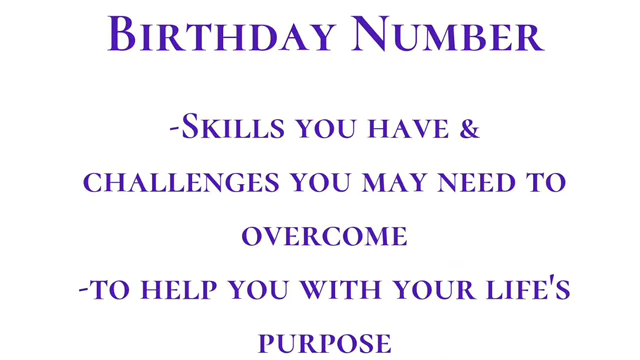 Birthday Number
-Skills you have &
challenges you may need to
overcome
-to help you with your life's
purpose